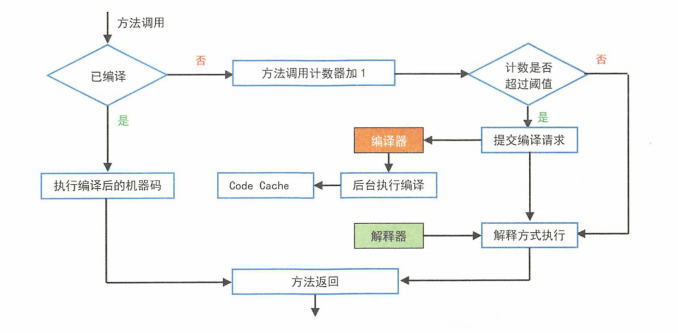 方法调用
已编译
否
方法调用计数器加 1
计数是否
超过阈值
否
是
是
编译器
提交编译请求
执行编译后的机器码
Code Cache
后台执行编译
解释器
解释方式执行
方法返回